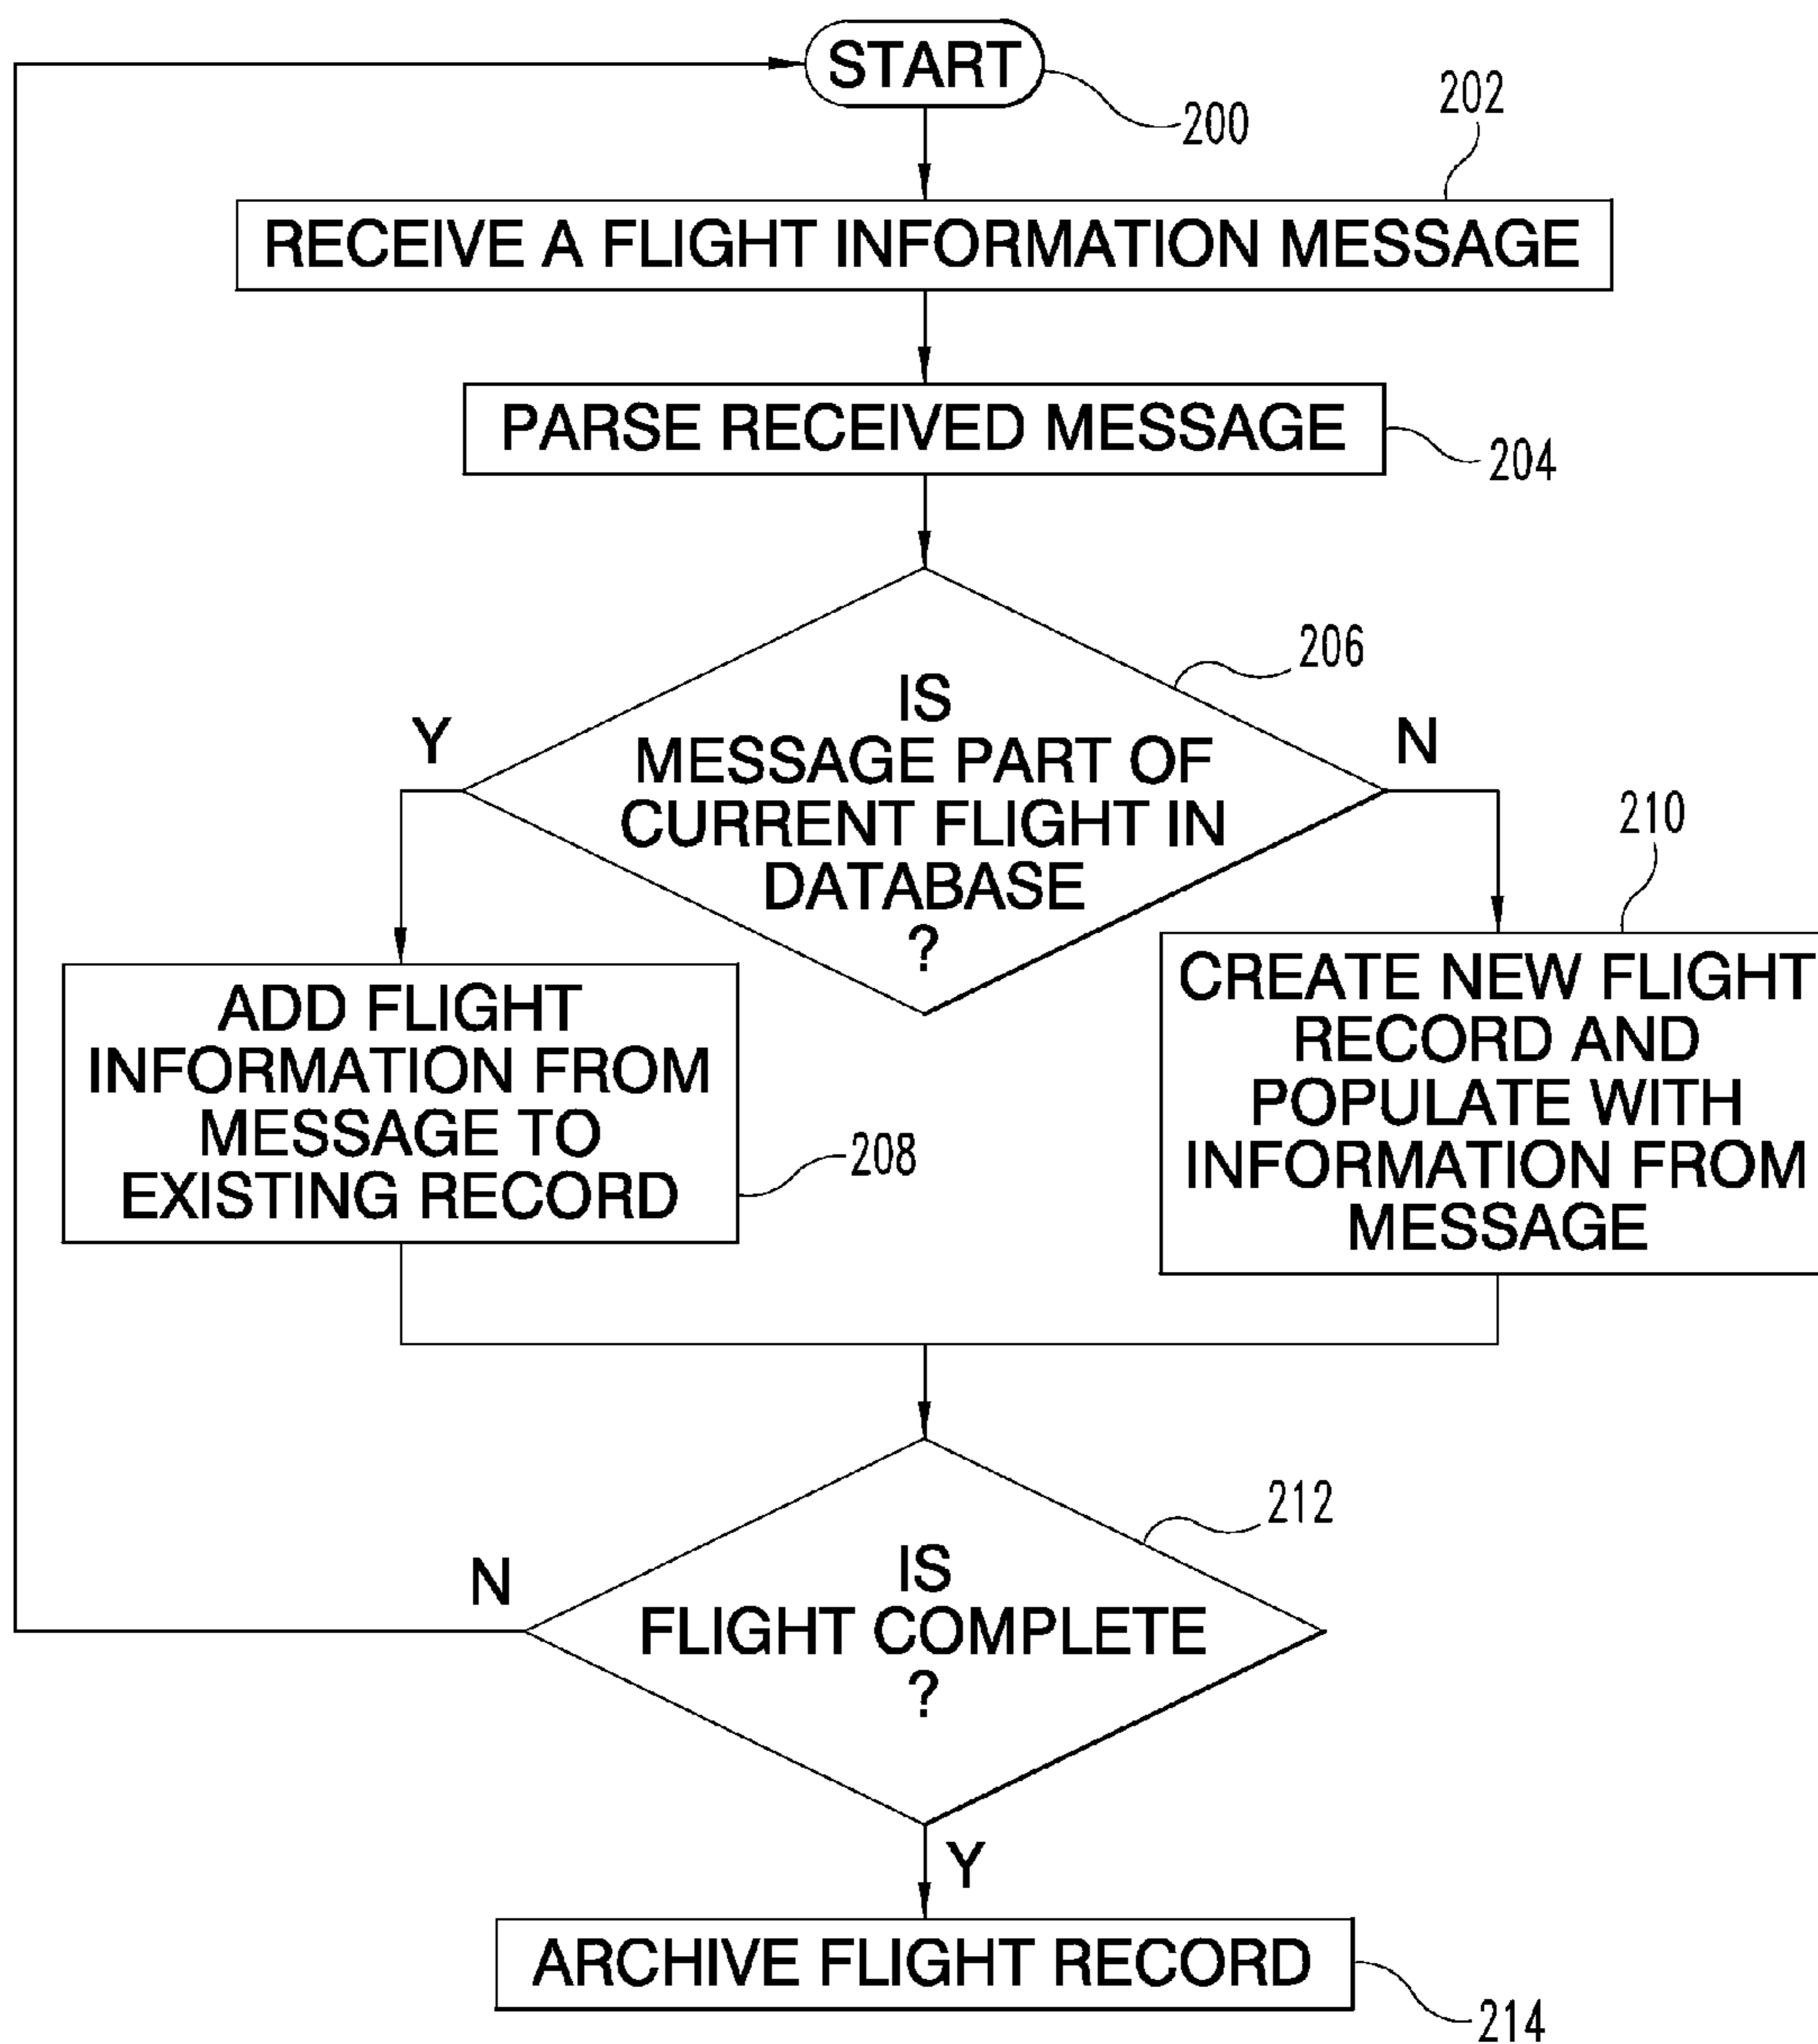 START
200
202
RECEIVE A FLIGHT INFORMATION MESSAGE
PARSE RECEIVED MESSAGE
204
206
IS
MESSAGE PART OF
CURRENT FLIGHT IN
DATABASE
?
Y
N
ADD FLIGHT
INFORMATION FROM
MESSAGE TO
EXISTING RECORD
208
210
CREATE NEW FLIGHT
RECORD AND
POPULATE WITH
INFORMATION FROM
MESSAGE
212
IS
FLIGHT COMPLETE
?
N
Y
ARCHIVE FLIGHT RECORD
214